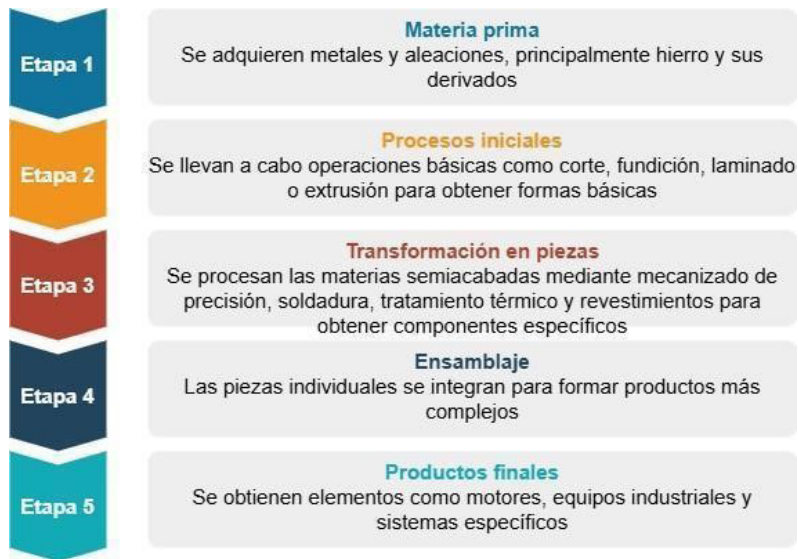 Etapa 1
Materia prima
Se adquieren metales y aleaciones, principalmente hierro y sus
derivados
Etapa 2
Procesos iniciales
Se llevan a cabo operaciones básicas como corte, fundición, laminado
o extrusión para obtener formas básicas
Etapa 3
Transformación en piezas
Se procesan las materias semiacabadas mediante mecanizado de
precisión, soldadura, tratamiento térmico y revestimientos para
obtener componentes específicos
Etapa 4
Ensamblaje
Las piezas individuales se integran para formar productos más
complejos
Etapa 5
Productos finales
Se obtienen elementos como motores, equipos industriales y
sistemas específicos